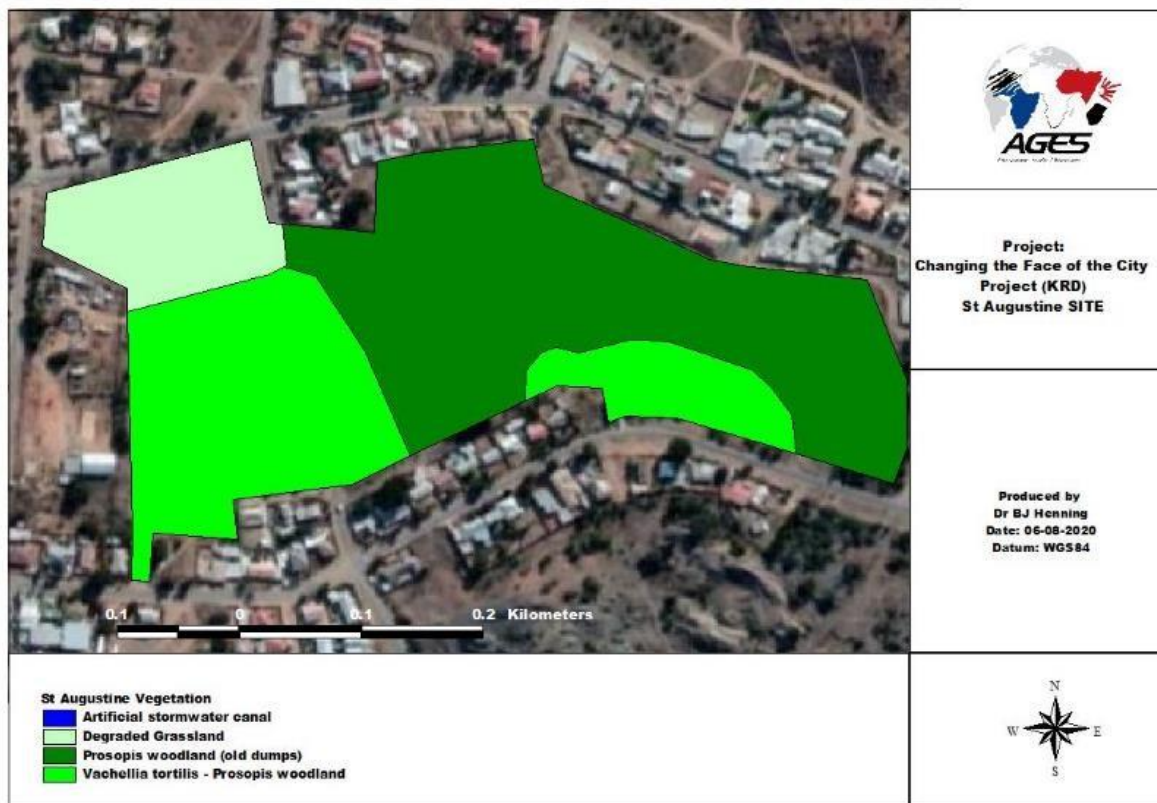 AGES
Project:
Changing the Face of the City
Project (KRD)
St Augustine SITE
Produced by
Dr BJ Henning
Date: 06-08-2020
Datum: WGS84
0.1 0 0.1 0.2 Kilometers
St Augustine Vegetation
Artificial stormwater canal
Degraded Grassland
Prosopis woodland (old dumps)
Vachellia tortilis - Prosopis woodland
N
W E
S